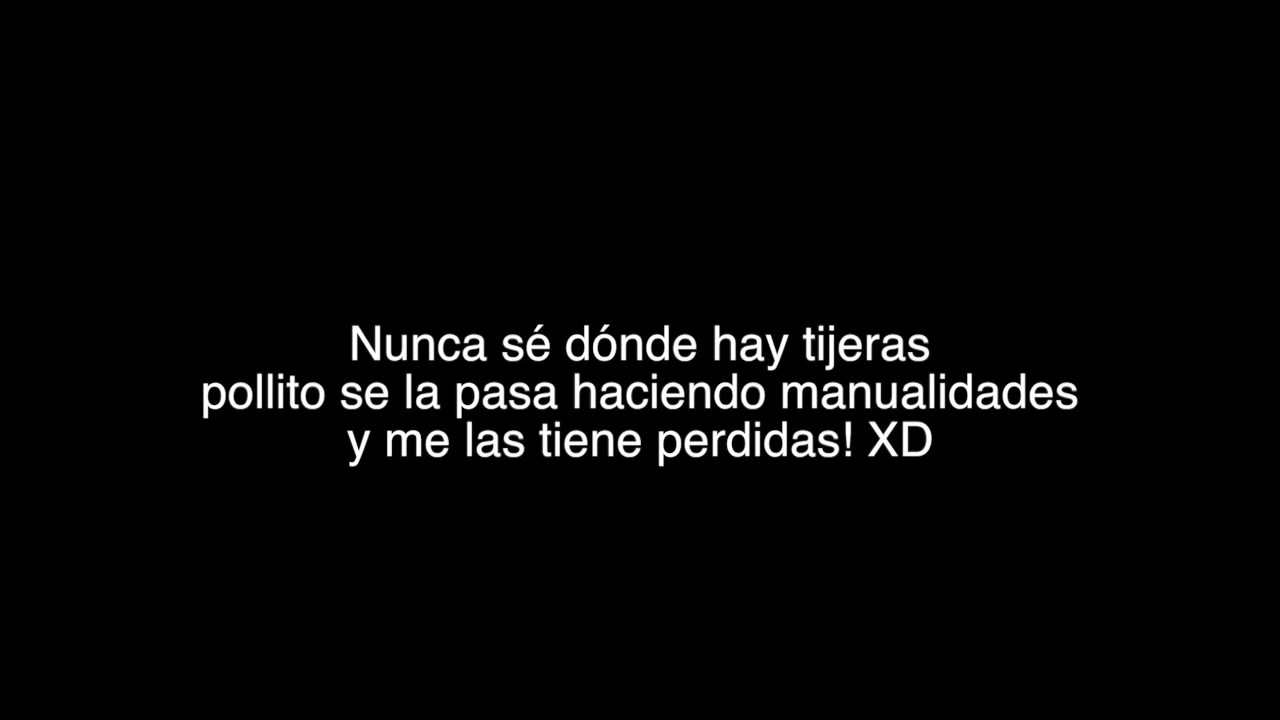 Nunca sé dónde hay tijeras
pollito se la pasa haciendo manualidades
y me las tiene perdidas! XD